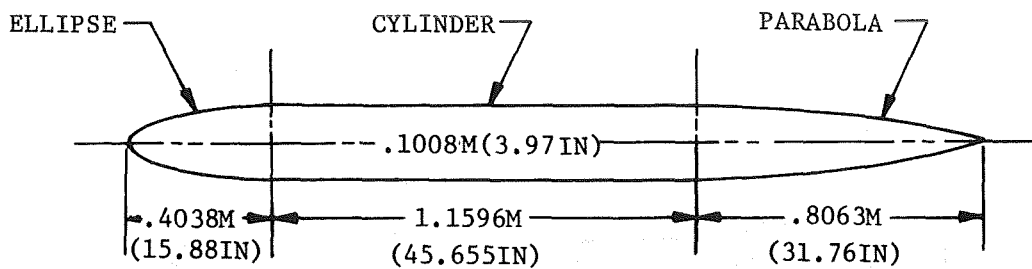 ELLIPSE
CYLINDER
PARABOLA
.1008M(3.97IN)
.4038M
1.1596M
.8063M
(15.88IN)
(45.655IN)
(31.76IN)